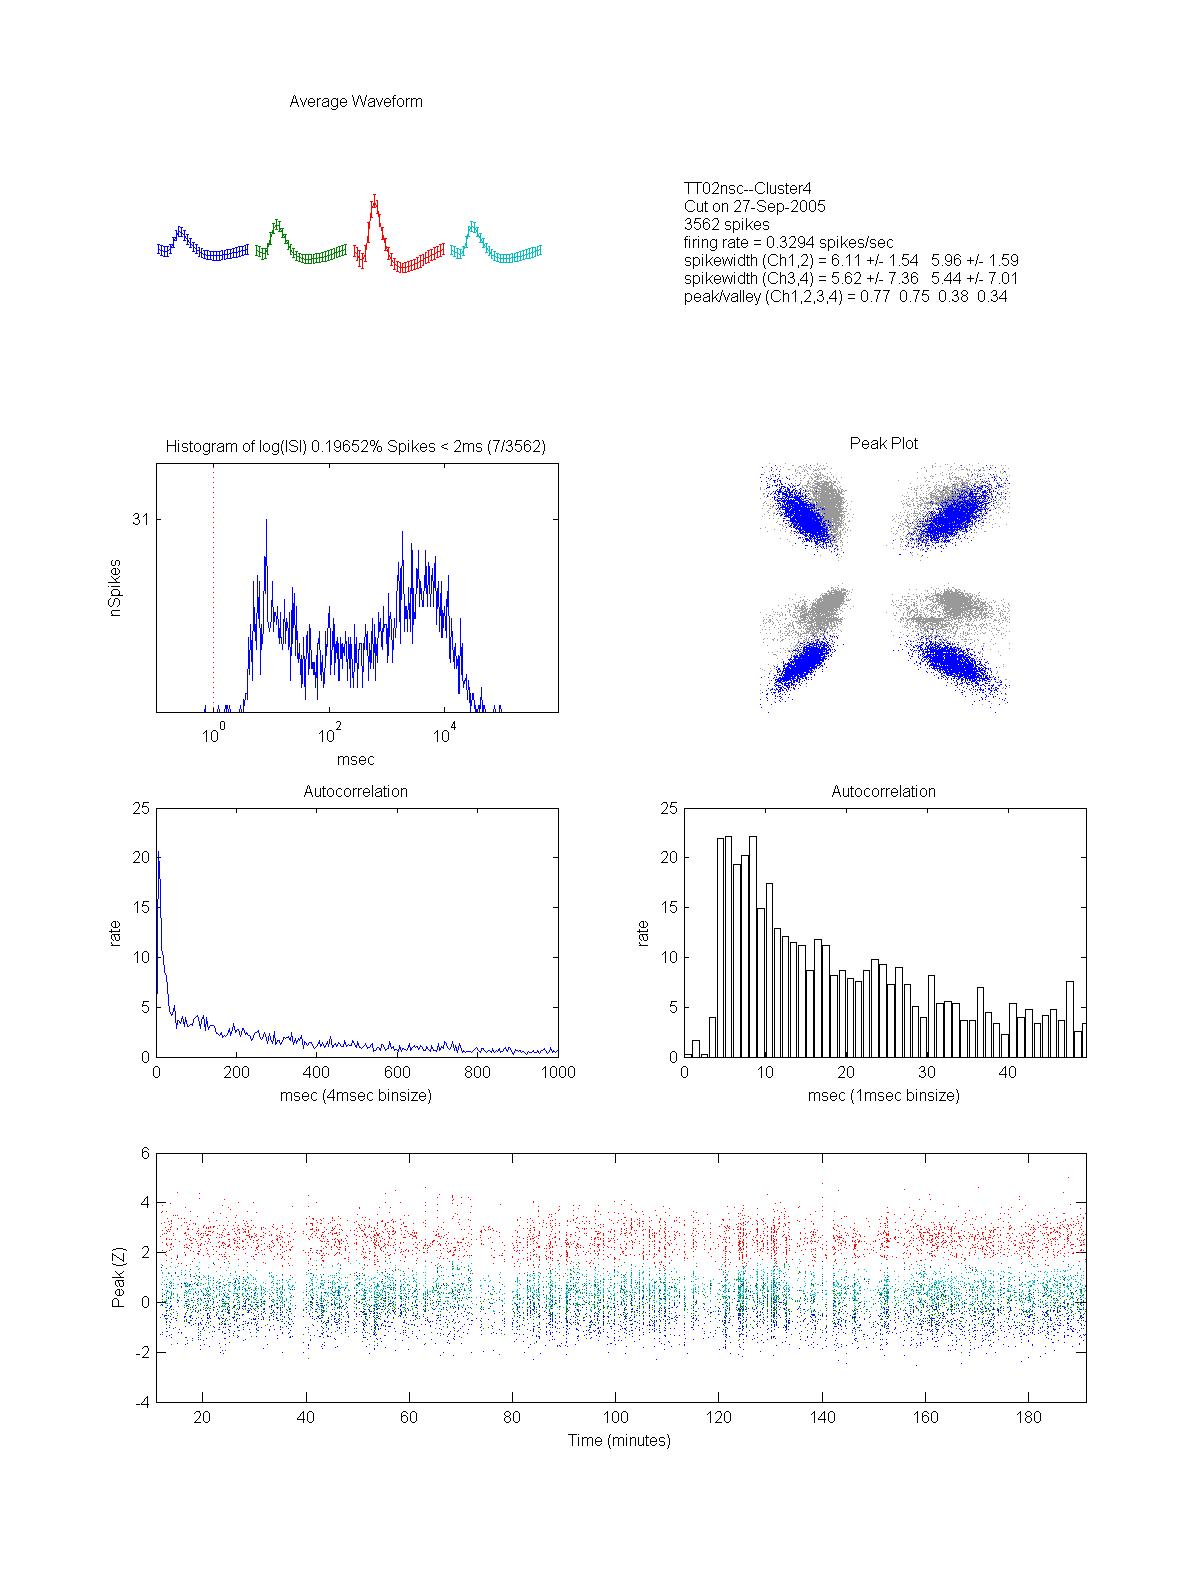 Average Waveform
TT02nsc--Cluster4
Cut on 27-Sep-2005
3562 spikes
firing rate = 0.3294 spikes/sec
spikewidth (Ch1,2) = 6.11 +/- 1.54 5.96 +/- 1.59
spikewidth (Ch3,4) = 5.62 +/- 7.36 5.44 +/- 7.01
peak/valley (Ch1,2,3,4) = 0.77 0.75 0.38 0.34
Histogram of log(ISI) 0.19652% Spikes < 2ms (7/3562)
31
nSpikes
10^0 10^2 10^4
msec
Peak Plot
Autocorrelation
25
20
15
10
5
0
rate
0 200 400 600 800 1000
msec (4msec binsize)
Autocorrelation
25
20
15
10
5
0
rate
0 10 20 30 40
msec (1msec binsize)
6
4
2
0
-2
-4
Peak (Z)
20 40 60 80 100 120 140 160 180
Time (minutes)